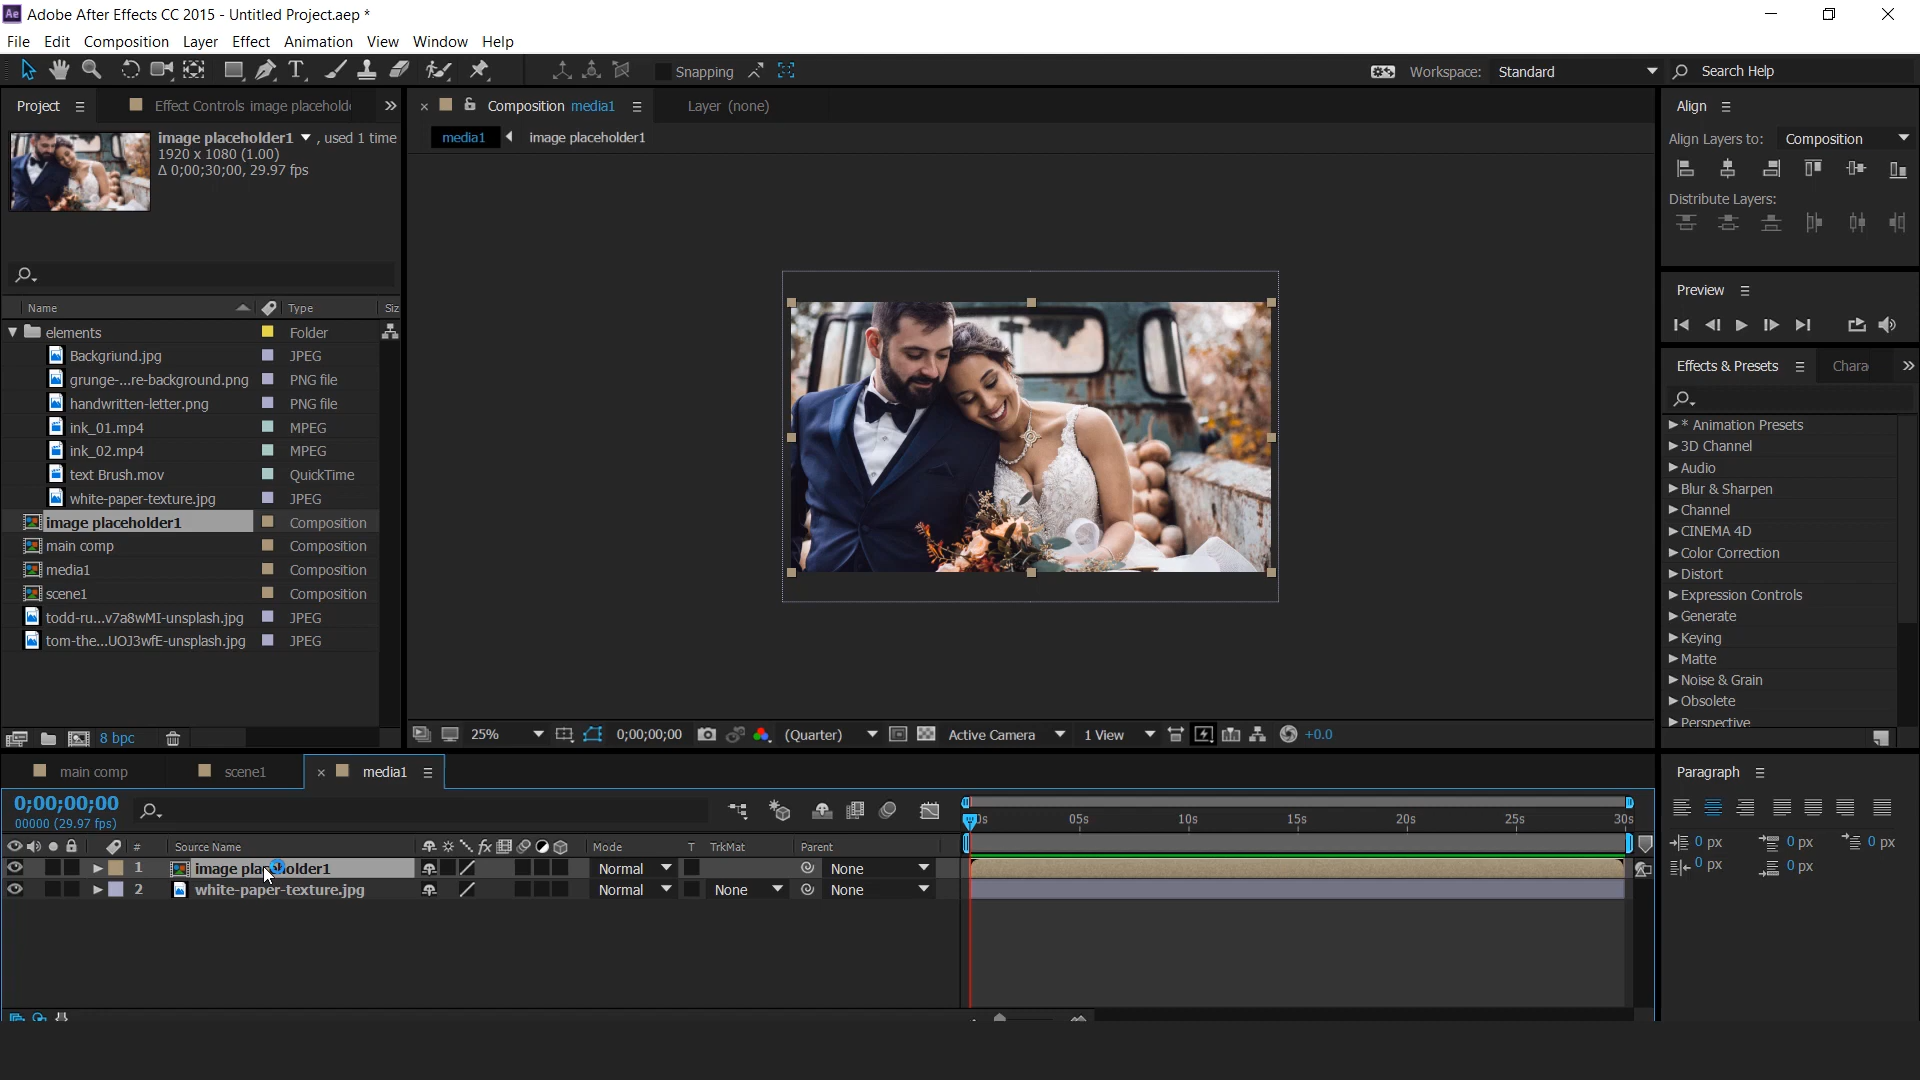 Adobe After Effects CC 2015 - Untitled Project.aep *
File Edit Composition Layer Effect Animation View Window Help
Snapping Workspace: Standard Search Help
Project Effect Controls image placehold
Composition media1 Layer (none)
Align
image placeholder1 , used 1 time
1920 x 1080 (1.00)
Δ 0;00;30;00, 29.97 fps
media1 image placeholder1
Align Layers to: Composition
Distribute Layers:
Preview
Name Type Siz
elements Folder
Backgriund.jpg JPEG
grunge-...re-background.png PNG file
handwritten-letter.png PNG file
ink_01.mp4 MPEG
ink_02.mp4 MPEG
text Brush.mov QuickTime
white-paper-texture.jpg JPEG
image placeholder1 Composition
main comp Composition
media1 Composition
scene1 Composition
todd-ru...v7a8wMI-unsplash.jpg JPEG
tom-the...UOJ3wfE-unsplash.jpg JPEG
8 bpc
Effects & Presets Chara
* Animation Presets
3D Channel
Audio
Blur & Sharpen
Channel
CINEMA 4D
Color Correction
Distort
Expression Controls
Generate
Keying
Matte
Noise & Grain
Obsolete
Perspective
25% 0;00;00;00 (Quarter) Active Camera 1 View +0.0
main comp scene1 media1
0;00;00;00
00000 (29.97 fps)
05s 10s 15s 20s 25s 30s
# Source Name fx Mode T TrkMat Parent
1 image placeholder1 Normal None
2 white-paper-texture.jpg Normal None None
Paragraph
0 px 0 px 0 px
0 px 0 px